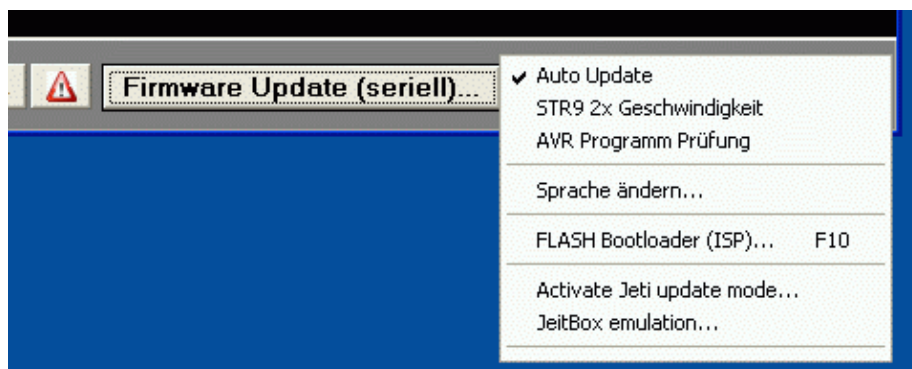 Firmware Update (seriell)...
Auto Update
STR9 2x Geschwindigkeit
AVR Programm Prüfung
Sprache ändern...
FLASH Bootloader (ISP)... F10
Activate Jeti update mode...
JeitBox emulation...